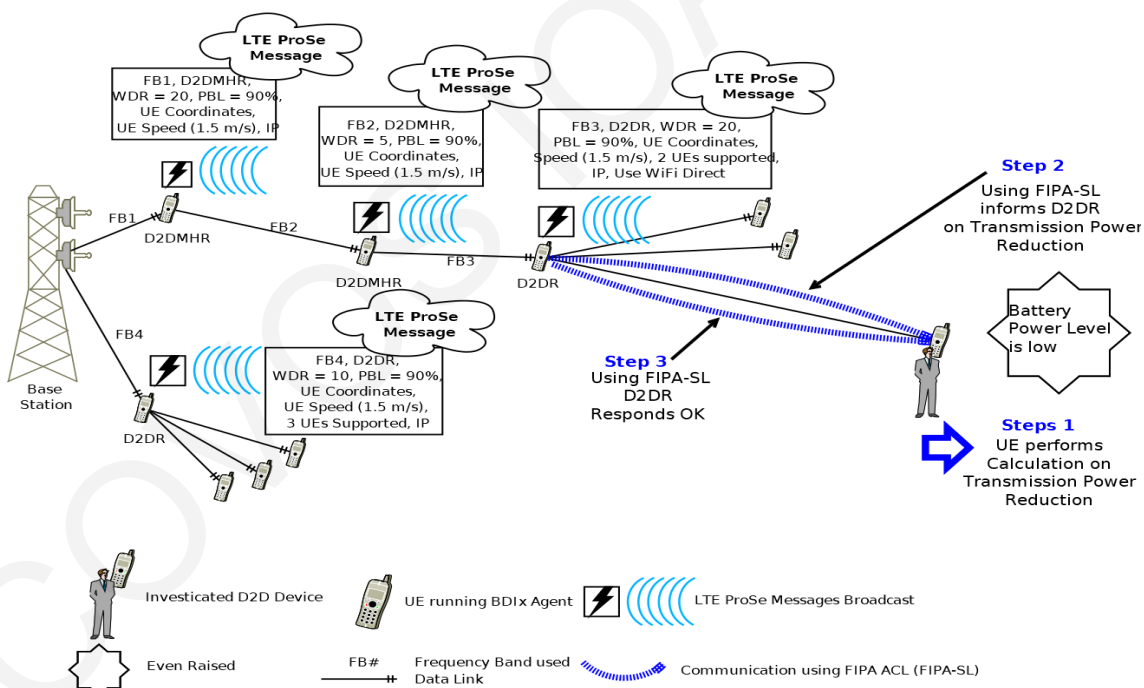 LTE ProSe
Message
FB1, D2DMHR,
WDR = 20, PBL = 90%,
UE Coordinates,
UE Speed (1.5 m/s), IP
LTE ProSe
Message
FB2, D2DMHR,
WDR = 5, PBL = 90%,
UE Coordinates,
UE Speed (1.5 m/s), IP
LTE ProSe
Message
FB3, D2DR, WDR = 20,
PBL = 90%, UE Coordinates,
Speed (1.5 m/s), 2 UEs supported,
IP, Use WiFi Direct
Step 2
Using FIPA-SL
informs D2DR
on Transmission Power
Reduction
FB1
D2DMHR
FB2
D2DMHR
FB3
D2DR
Battery
Power Level
is low
FB4
LTE ProSe
Message
FB4, D2DR,
WDR = 10, PBL = 90%,
UE Coordinates,
UE Speed (1.5 m/s),
3 UEs Supported, IP
Base
Station
D2DR
Step 3
Using FIPA-SL
D2DR
Responds OK
Steps 1
UE performs
Calculation on
Transmission Power
Reduction
Investicated D2D Device
UE running BDIx Agent
LTE ProSe Messages Broadcast
Even Raised
FB#
Frequency Band used
Data Link
Communication using FIPA ACL (FIPA-SL)